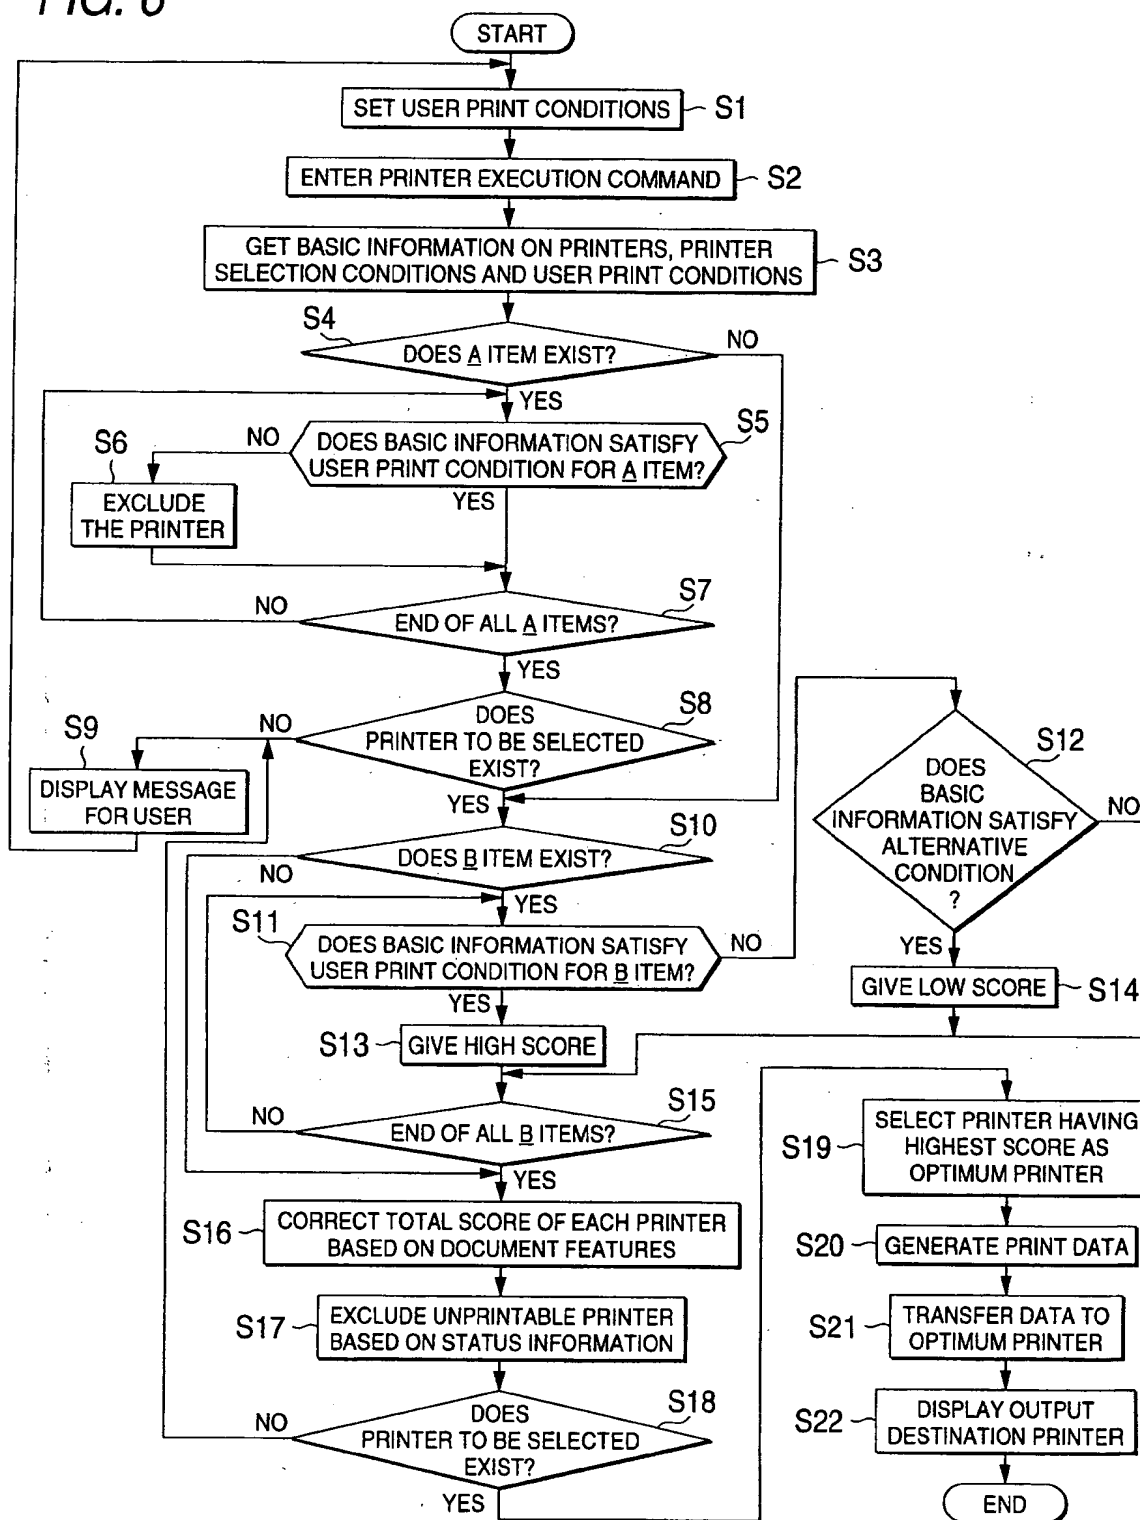 FIG. 6
START
SET USER PRINT CONDITIONS
S1
ENTER PRINTER EXECUTION COMMAND
S2
GET BASIC INFORMATION ON PRINTERS, PRINTER
SELECTION CONDITIONS AND USER PRINT CONDITIONS
S3
S4
DOES A ITEM EXIST?
NO
YES
S5
DOES BASIC INFORMATION SATISFY
USER PRINT CONDITION FOR A ITEM?
NO
YES
S6
EXCLUDE
THE PRINTER
S7
END OF ALL A ITEMS?
NO
YES
S8
DOES
PRINTER TO BE SELECTED
EXIST?
NO
YES
S9
DISPLAY MESSAGE
FOR USER
S10
DOES B ITEM EXIST?
NO
YES
S11
DOES BASIC INFORMATION SATISFY
USER PRINT CONDITION FOR B ITEM?
NO
YES
S12
DOES
BASIC
INFORMATION SATISFY
ALTERNATIVE
CONDITION
?
NO
YES
GIVE LOW SCORE
S14
S13
GIVE HIGH SCORE
S15
END OF ALL B ITEMS?
NO
YES
S16
CORRECT TOTAL SCORE OF EACH PRINTER
BASED ON DOCUMENT FEATURES
S17
EXCLUDE UNPRINTABLE PRINTER
BASED ON STATUS INFORMATION
S18
DOES
PRINTER TO BE SELECTED
EXIST?
NO
YES
S19
SELECT PRINTER HAVING
HIGHEST SCORE AS
OPTIMUM PRINTER
S20
GENERATE PRINT DATA
S21
TRANSFER DATA TO
OPTIMUM PRINTER
S22
DISPLAY OUTPUT
DESTINATION PRINTER
END